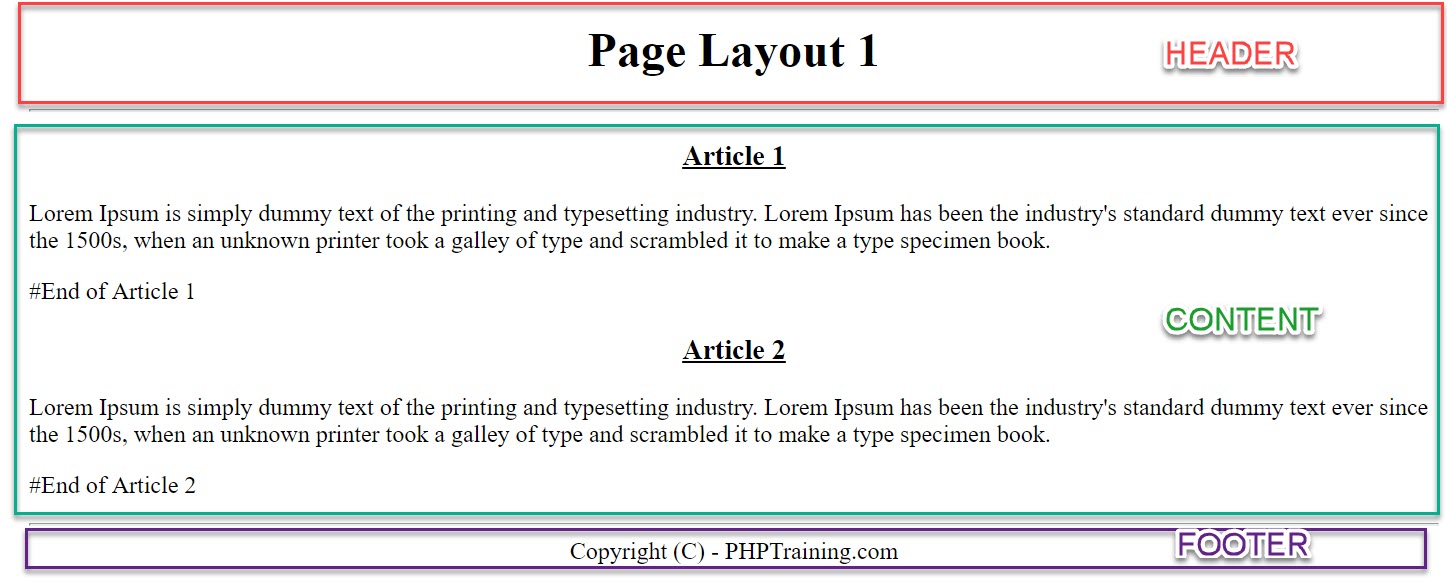 Page Layout 1
HEADER
Article 1
Lorem Ipsum is simply dummy text of the printing and typesetting industry. Lorem Ipsum has been the industry's standard dummy text ever since
the 1500s, when an unknown printer took a galley of type and scrambled it to make a type specimen book.
#End of Article 1
CONTENT
Article 2
Lorem Ipsum is simply dummy text of the printing and typesetting industry. Lorem Ipsum has been the industry's standard dummy text ever since
the 1500s, when an unknown printer took a galley of type and scrambled it to make a type specimen book.
#End of Article 2
Copyright (C) - PHPTraining.com
FOOTER